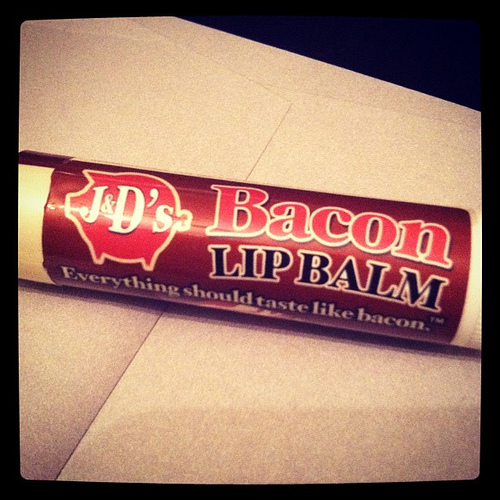 J&D's
Bacon
LIP BALM
Everything should taste like bacon.™